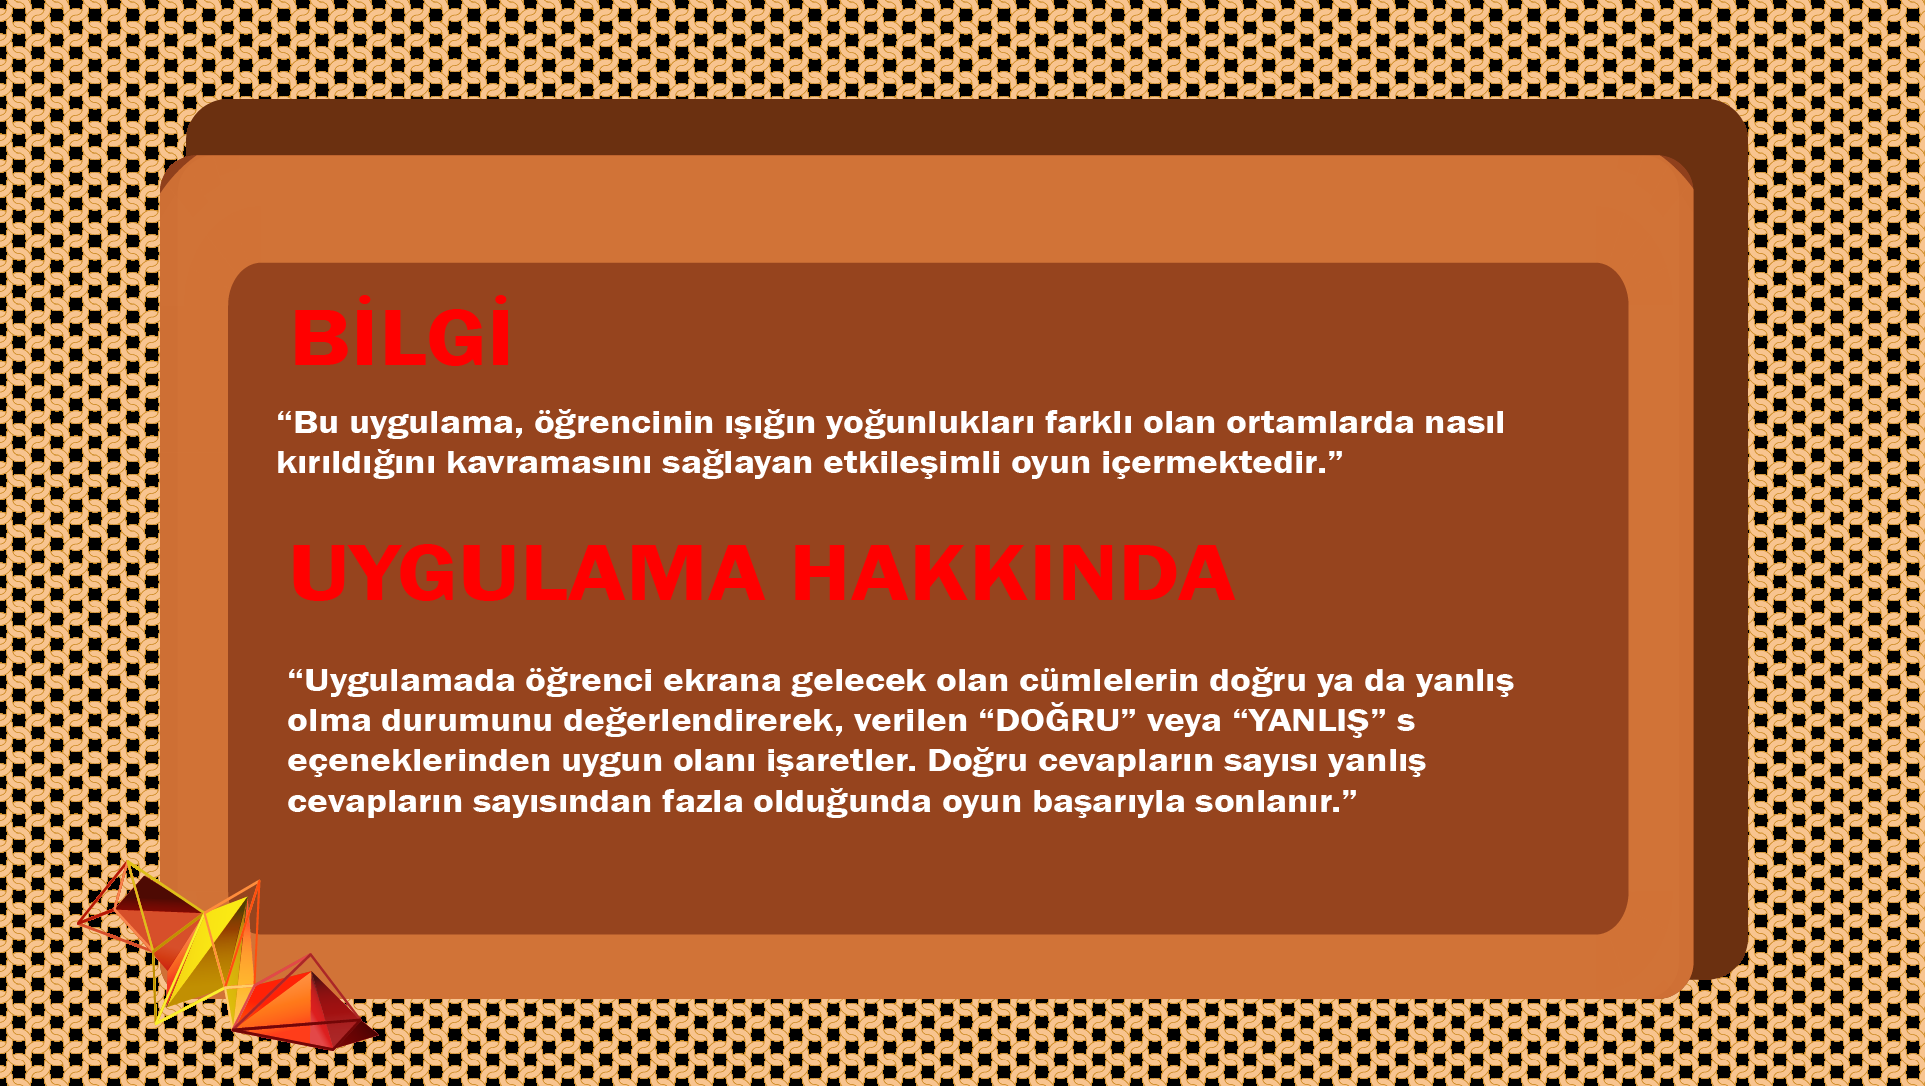 BİLGİ
“Bu uygulama, öğrencinin ışığın yoğunlukları farklı olan ortamlarda nasıl
kırıldığını kavramasını sağlayan etkileşimli oyun içermektedir.”
UYGULAMA HAKKINDA
“Uygulamada öğrenci ekrana gelecek olan cümlelerin doğru ya da yanlış
olma durumunu değerlendirerek, verilen “DOĞRU” veya “YANLIŞ” s
eçeneklerinden uygun olanı işaretler. Doğru cevapların sayısı yanlış
cevapların sayısından fazla olduğunda oyun başarıyla sonlanır.”